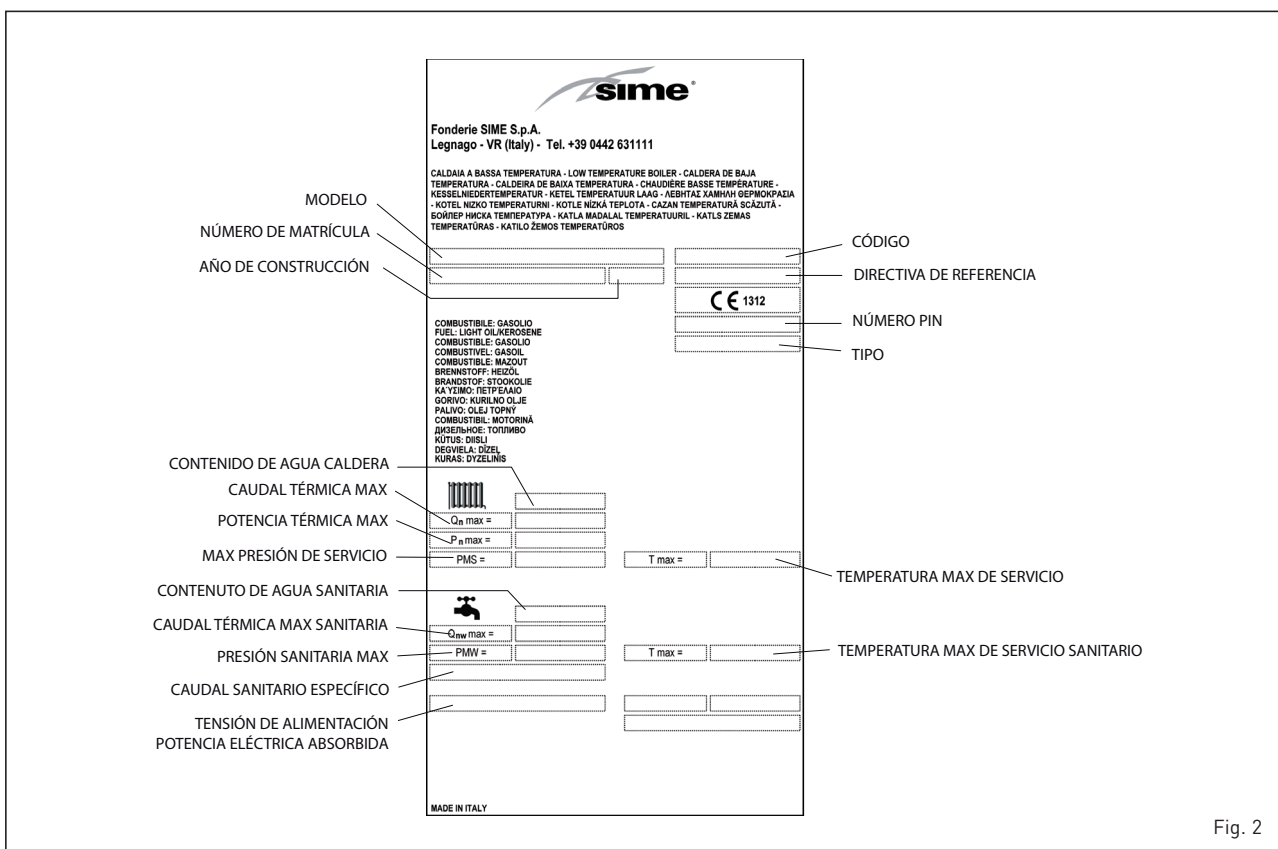 sime®
Fonderie SIME S.p.A.
Legnago - VR (Italy) - Tel. +39 0442 631111
CALDAIA A BASSA TEMPERATURA - LOW TEMPERATURE BOILER - CALDERA DE BAJA
TEMPERATURA - CALDEIRA DE BAIXA TEMPERATURA - CHAUDIÈRE BASSE TEMPÉRATURE -
KESSELNIEDERTEMPERATUR - KETEL TEMPERATUUR LAAG - ΛΕΒΗΤΑΣ ΧΑΜΗΛΗ ΘΕΡΜΟΚΡΑΣΙΑ
- KOTEL NIZKO TEMPERATURNI - KOTLE NÍZKÁ TEPLOTA - CAZAN TEMPERATURĂ SCĂZUTĂ -
БОЙЛЕР НИСКА ТЕМПЕРАТУРА - KATLA MADALAL TEMPERATUURIL - KATLS ZEMAS
TEMPERATŪRAS - KATILO ŽEMOS TEMPERATŪROS
MODELO
NÚMERO DE MATRÍCULA
AÑO DE CONSTRUCCIÓN
CÓDIGO
DIRECTIVA DE REFERENCIA
CE 1312
NÚMERO PIN
TIPO
COMBUSTIBILE: GASOLIO
FUEL: LIGHT OIL/KEROSENE
COMBUSTIBLE: GASOLIO
COMBUSTIVEL: GASOIL
COMBUSTIBLE: MAZOUT
BRENNSTOFF: HEIZÖL
BRANDSTOF: STOOKOLIE
ΚΑΎΣΙΜΟ: ΠΕΤΡΈΛΑΙΟ
GORIVO: KURILNO OLJE
PALIVO: OLEJ TOPNÝ
COMBUSTIBIL: MOTORINĂ
ДИЗЕЛЬНОЕ: ТОПЛИВО
KÜTUS: DIISLI
DEGVIELA: DĪZEĻ
KURAS: DYZELINIS
CONTENIDO DE AGUA CALDERA
CAUDAL TÉRMICA MAX
Qn max =
POTENCIA TÉRMICA MAX
Pn max =
MAX PRESIÓN DE SERVICIO
PMS =
T max =
TEMPERATURA MAX DE SERVICIO
CONTENUTO DE AGUA SANITARIA
CAUDAL TÉRMICA MAX SANITARIA
Qnw max =
PRESIÓN SANITARIA MAX
PMW =
T max =
TEMPERATURA MAX DE SERVICIO SANITARIO
CAUDAL SANITARIO ESPECÍFICO
TENSIÓN DE ALIMENTACIÓN
POTENCIA ELÉCTRICA ABSORBIDA
MADE IN ITALY
Fig. 2